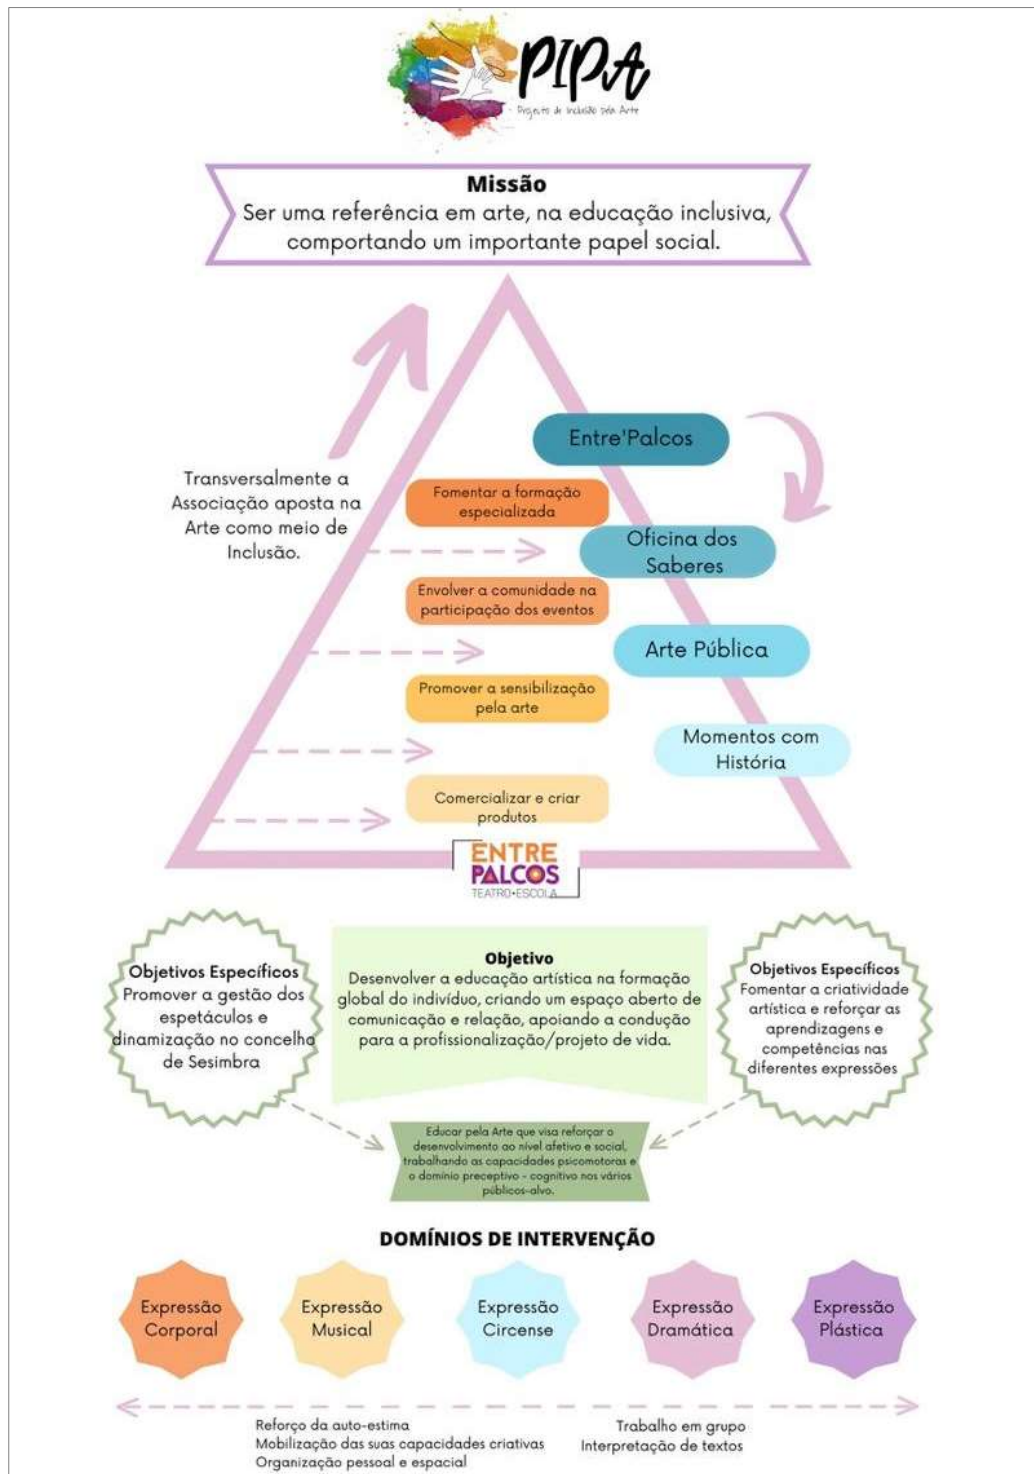 PIPA
Projecto de Inclusão pela Arte
Missão
Ser uma referência em arte, na educação inclusiva,
comportando um importante papel social.
Transversalmente a
Associação aposta na
Arte como meio de
Inclusão.
Entre'Palcos
Fomentar a formação
especializada
Oficina dos
Saberes
Envolver a comunidade na
participação dos eventos
Arte Pública
Promover a sensibilização
pela arte
Momentos com
História
Comercializar e criar
produtos
ENTRE
PALCOS
TEATRO•ESCOLA
Objetivos Específicos
Promover a gestão dos
espetáculos e
dinamização no concelho
de Sesimbra
Objetivo
Desenvolver a educação artística na formação
global do indivíduo, criando um espaço aberto de
comunicação e relação, apoiando a condução
para a profissionalização/projeto de vida.
Objetivos Específicos
Fomentar a criatividade
artística e reforçar as
aprendizagens e
competências nas
diferentes expressões
Educar pela Arte que visa reforçar o
desenvolvimento ao nível afetivo e social,
trabalhando as capacidades psicomotoras e
o domínio preceptivo - cognitivo nos vários
públicos-alvo.
DOMÍNIOS DE INTERVENÇÃO
Expressão
Corporal
Expressão
Musical
Expressão
Circense
Expressão
Dramática
Expressão
Plástica
Reforço da auto-estima
Mobilização das suas capacidades criativas
Organização pessoal e espacial
Trabalho em grupo
Interpretação de textos